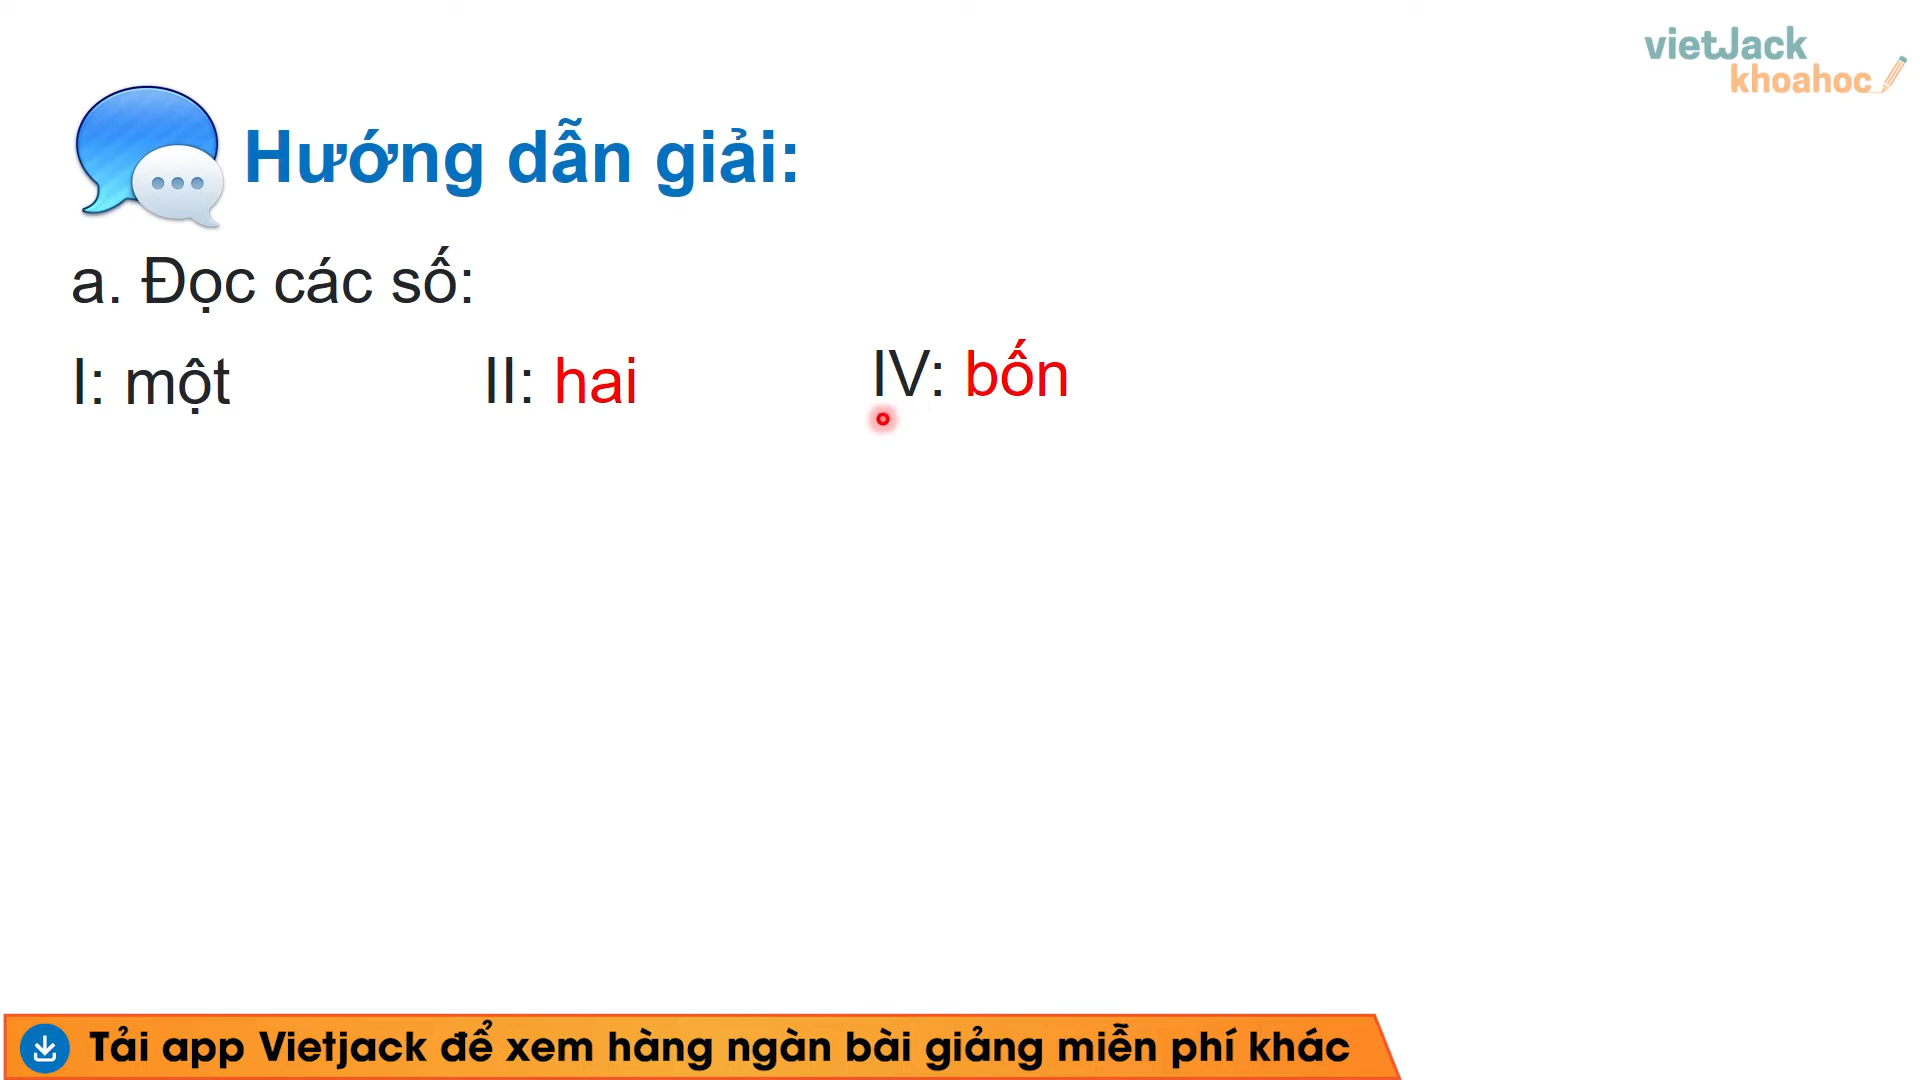 vietJack
khoahoc
Hướng dẫn giải:
a. Đọc các số:
I: một II: hai IV: bốn
Tải app Vietjack để xem hàng ngàn bài giảng miễn phí khác